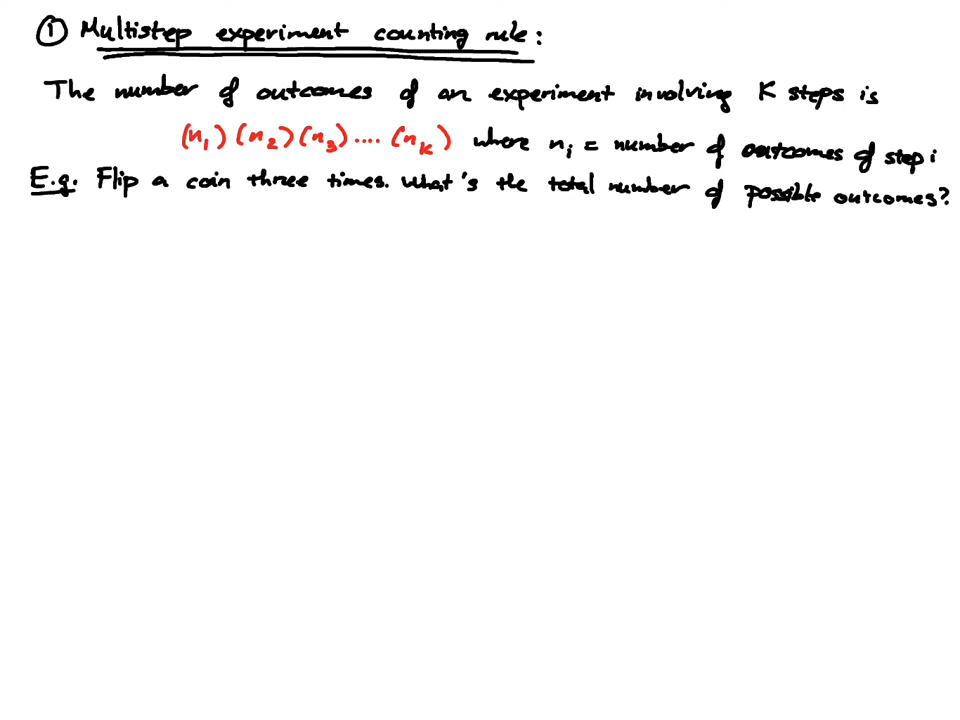 ① Multistep experiment counting rule:
The number of outcomes of an experiment involving K steps is
(n₁) (n₂) (n₃) .... (nₖ) where nᵢ = number of outcomes of step i
E.g. Flip a coin three times. What's the total number of possible outcomes?